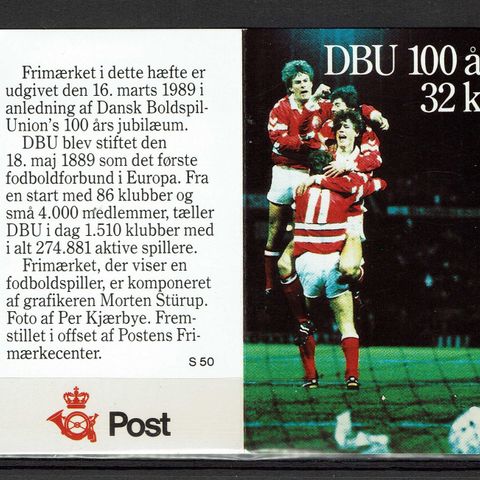 Frimærket i dette hæfte er
udgivet den 16. marts 1989 i
anledning af Dansk Boldspil-
Union's 100 års jubilæum.
DBU blev stiftet den
18. maj 1889 som det første
fodboldforbund i Europa. Fra
en start med 86 klubber og
små 4.000 medlemmer, tæller
DBU i dag 1.510 klubber med
i alt 274.881 aktive spillere.
Frimærket, der viser en
fodboldspiller, er komponeret
af grafikeren Morten Stürup.
Foto af Per Kjærbye. Frem-
stillet i offset af Postens Fri-
mærkecenter.
S 50
Post
DBU 100 å
32 k
11